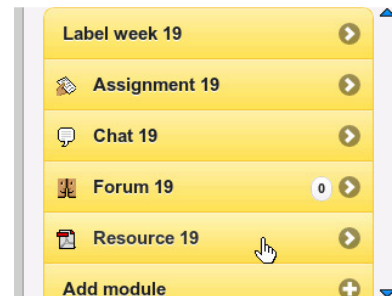 Label week 19
Assignment 19
Chat 19
Forum 19 0
Resource 19
Add module